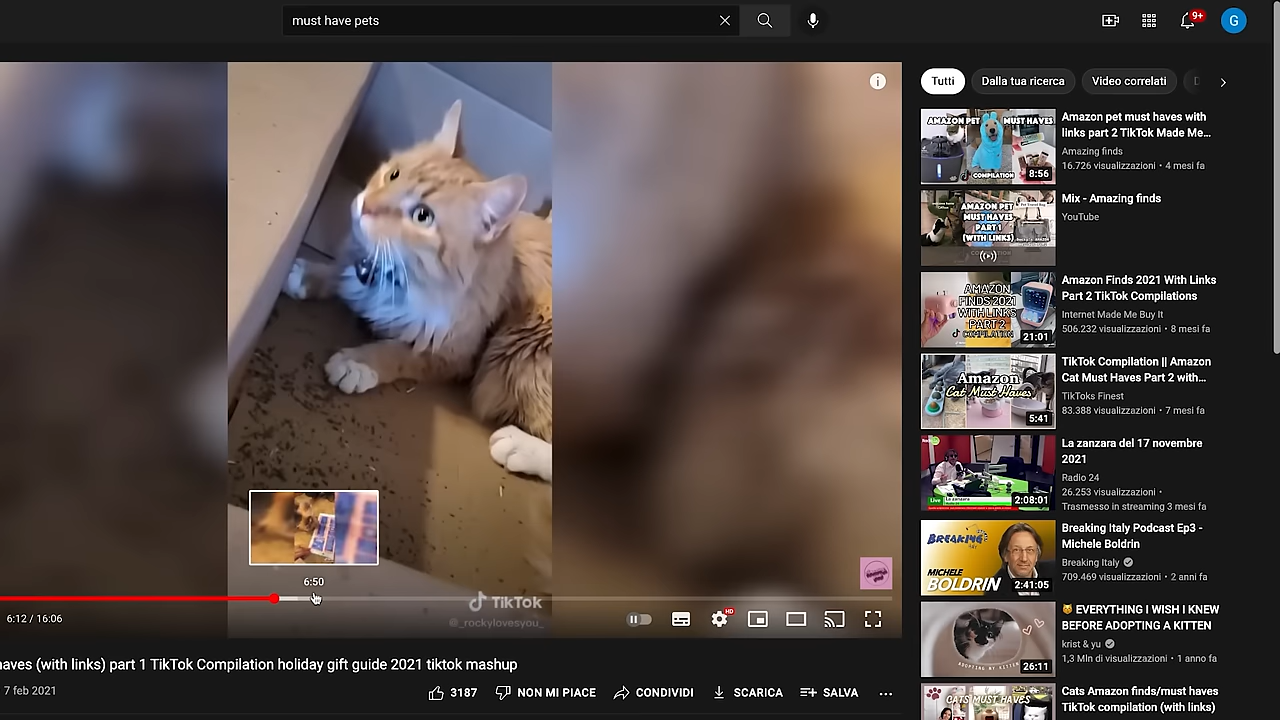 must have pets
9+
G
Tutti
Dalla tua ricerca
Video correlati
AMAZON PET MUST HAVES
COMPILATION
8:56
Amazon pet must haves with
links part 2 TikTok Made Me...
Amazing finds
16.726 visualizzazioni • 4 mesi fa
AMAZON PET
MUST HAVES
PART 1
(WITH LINKS)
Mix - Amazing finds
YouTube
AMAZON
FINDS 2021
WITH LINKS
PART 2
COMPILATION
21:01
Amazon Finds 2021 With Links
Part 2 TikTok Compilations
Internet Made Me Buy It
506.232 visualizzazioni • 8 mesi fa
Amazon
Cat Must Haves
5:41
TikTok Compilation || Amazon
Cat Must Haves Part 2 with...
TikToks Finest
83.388 visualizzazioni • 7 mesi fa
Live
La zanzara
2:08:01
La zanzara del 17 novembre
2021
Radio 24
26.253 visualizzazioni •
Trasmesso in streaming 3 mesi fa
BREAKING
MICHELE
BOLDRIN
2:41:05
Breaking Italy Podcast Ep3 -
Michele Boldrin
Breaking Italy
709.469 visualizzazioni • 2 anni fa
ADOPTING MY KITTEN
26:11
😼 EVERYTHING I WISH I KNEW
BEFORE ADOPTING A KITTEN
krist & yu
1,3 Mln di visualizzazioni • 1 anno fa
CATS MUST HAVES
Cats Amazon finds/must haves
TikTok compilation (with links)
6:50
TikTok
@_rockylovesyou_
6:12 / 16:06
HD
aves (with links) part 1 TikTok Compilation holiday gift guide 2021 tiktok mashup
7 feb 2021
3187
NON MI PIACE
CONDIVIDI
SCARICA
SALVA